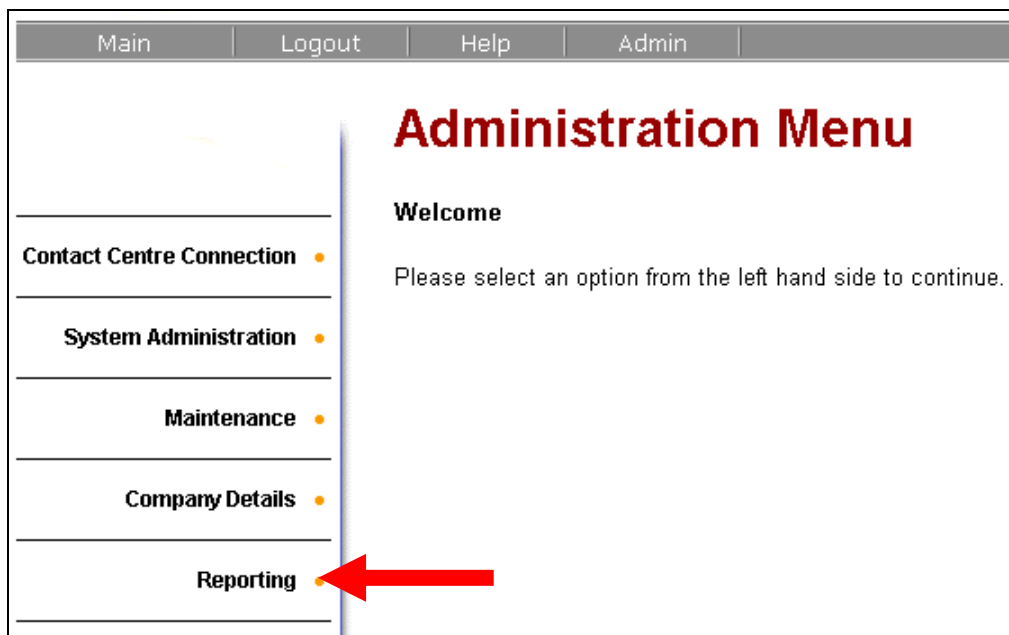 Main Logout Help Admin
Administration Menu
Welcome
Please select an option from the left hand side to continue.
Contact Centre Connection
System Administration
Maintenance
Company Details
Reporting